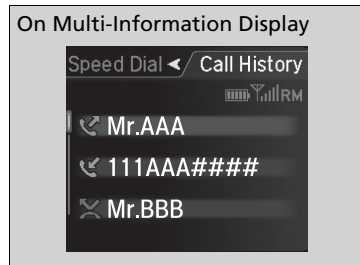 On Multi-Information Display
Speed Dial Call History
RM
Mr.AAA
111AAA####
Mr.BBB